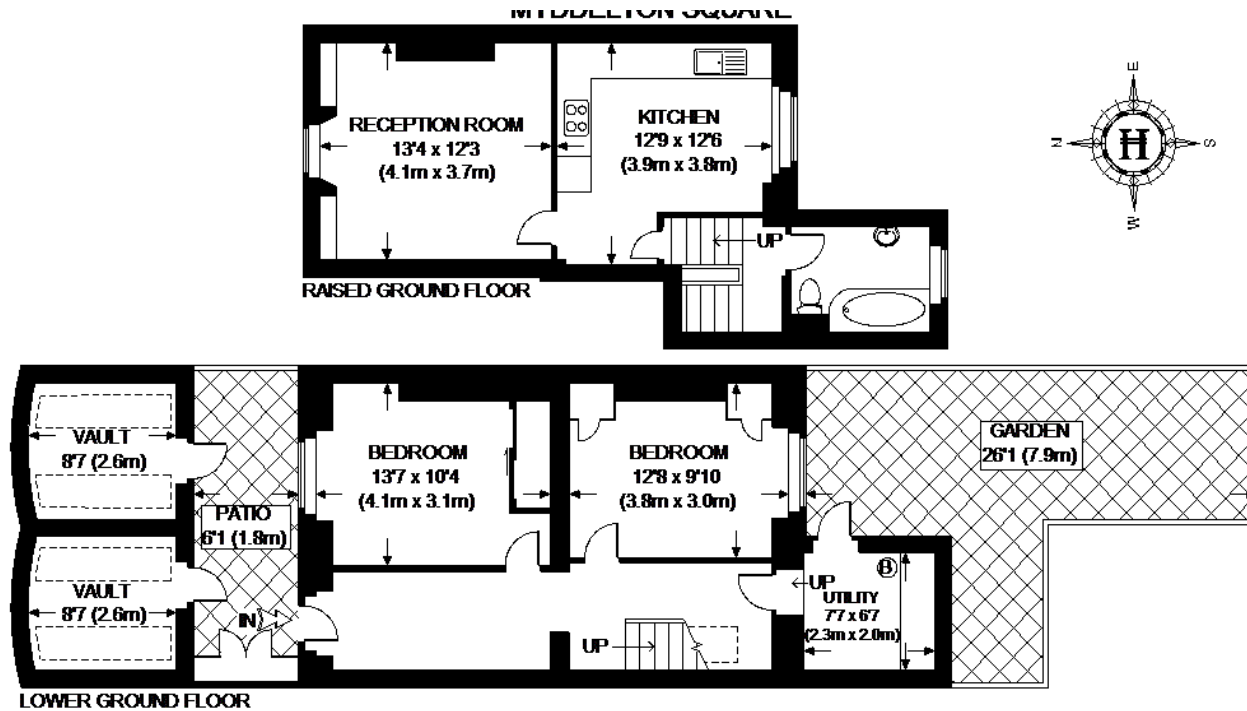 MYDDELTON SQUARE
RECEPTION ROOM
13'4 x 12'3
(4.1m x 3.7m)
KITCHEN
12'9 x 12'6
(3.9m x 3.8m)
UP
RAISED GROUND FLOOR
E
N
H
S
W
VAULT
8'7 (2.6m)
PATIO
6'1 (1.8m)
BEDROOM
13'7 x 10'4
(4.1m x 3.1m)
BEDROOM
12'8 x 9'10
(3.8m x 3.0m)
GARDEN
26'1 (7.9m)
VAULT
8'7 (2.6m)
IN
UP
UP
B
UTILITY
7'7 x 6'7
(2.3m x 2.0m)
LOWER GROUND FLOOR